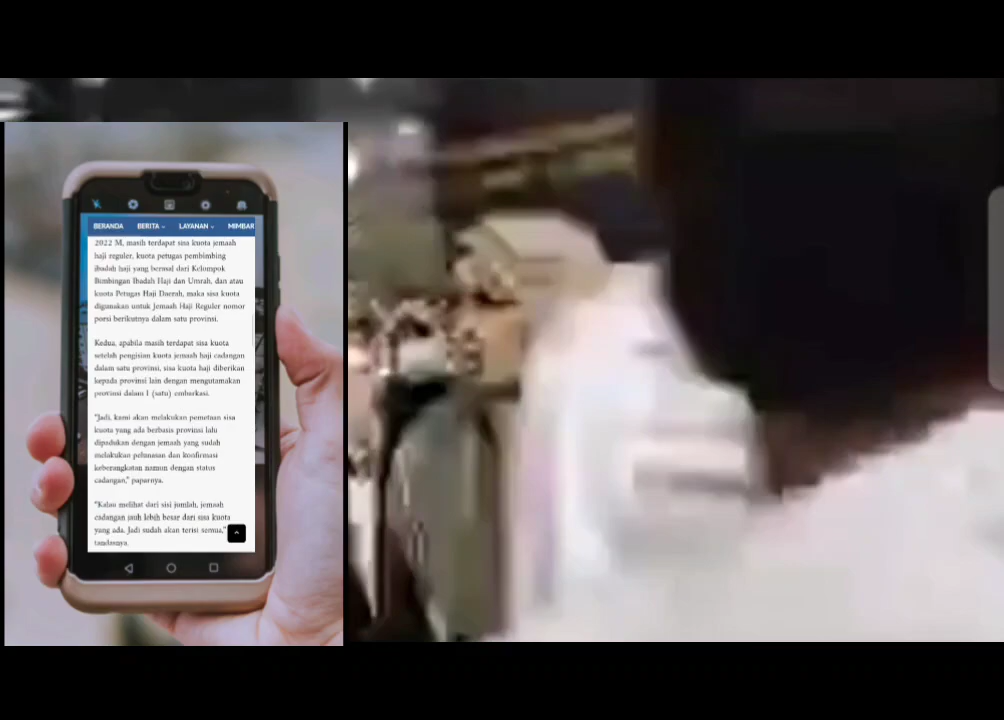 BERANDA BERITA LAYANAN MIMBAR
2022 M, masih terdapat sisa kuota jemaah
haji reguler, kuota petugas pembimbing
ibadah haji yang berasal dari Kelompok
Bimbingan Ibadah Haji dan Umrah, dan atau
kuota Petugas Haji Daerah, maka sisa kuota
digunakan untuk Jemaah Haji Reguler nomor
porsi berikutnya dalam satu provinsi.
Kedua, apabila masih terdapat sisa kuota
setelah pengisian kuota jemaah haji cadangan
dalam satu provinsi, sisa kuota haji diberikan
kepada provinsi lain dengan mengutamakan
provinsi dalam 1 (satu) embarkasi.
"Jadi, kami akan melakukan pemetaan sisa
kuota yang ada berbasis provinsi lalu
dipadukan dengan jemaah yang sudah
melakukan pelunasan dan konfirmasi
keberangkatan namun dengan status
cadangan," paparnya.
"Kalau melihat dari sisi jumlah, jemaah
cadangan jauh lebih besar dari sisa kuota
yang ada. Jadi sudah akan terisi semua,"
tandasnya.